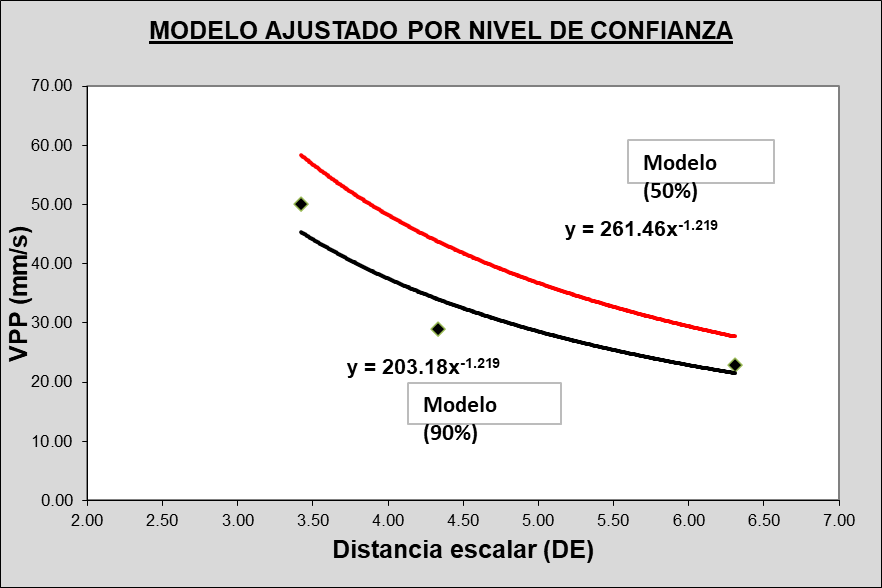 MODELO AJUSTADO POR NIVEL DE CONFIANZA
70.00
60.00
50.00
40.00
30.00
20.00
10.00
0.00
VPP (mm/s)
Modelo
(50%)
y = 261.46x-1.219
y = 203.18x-1.219
Modelo
(90%)
2.00 2.50 3.00 3.50 4.00 4.50 5.00 5.50 6.00 6.50 7.00
Distancia escalar (DE)